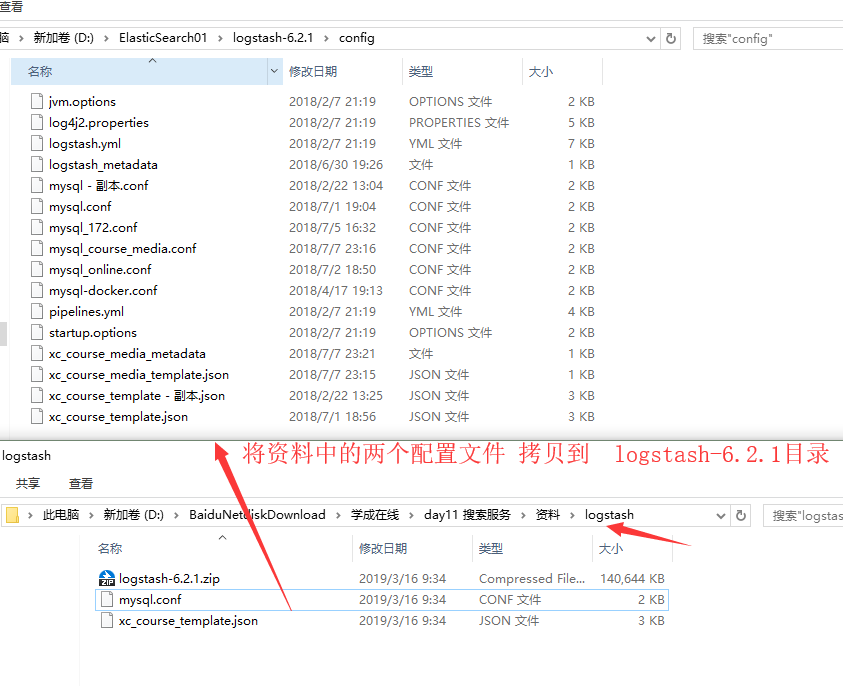 查看
脑 > 新加卷 (D:) > ElasticSearch01 > logstash-6.2.1 > config 搜索"config"
名称 修改日期 类型 大小
jvm.options 2018/2/7 21:19 OPTIONS 文件 2 KB
log4j2.properties 2018/2/7 21:19 PROPERTIES 文件 5 KB
logstash.yml 2018/2/7 21:19 YML 文件 7 KB
logstash_metadata 2018/6/30 19:26 文件 1 KB
mysql - 副本.conf 2018/2/22 13:04 CONF 文件 2 KB
mysql.conf 2018/7/1 19:04 CONF 文件 2 KB
mysql_172.conf 2018/7/5 16:32 CONF 文件 2 KB
mysql_course_media.conf 2018/7/7 23:16 CONF 文件 2 KB
mysql_online.conf 2018/7/2 18:50 CONF 文件 2 KB
mysql-docker.conf 2018/4/17 19:13 CONF 文件 2 KB
pipelines.yml 2018/2/7 21:19 YML 文件 4 KB
startup.options 2018/2/7 21:19 OPTIONS 文件 2 KB
xc_course_media_metadata 2018/7/7 23:21 文件 1 KB
xc_course_media_template.json 2018/7/7 23:15 JSON 文件 1 KB
xc_course_template - 副本.json 2018/2/22 13:25 JSON 文件 3 KB
xc_course_template.json 2018/7/1 18:56 JSON 文件 3 KB
将资料中的两个配置文件 拷贝到 logstash-6.2.1目录
logstash
共享 查看
> 此电脑 > 新加卷 (D:) > BaiduNetdiskDownload > 学成在线 > day11 搜索服务 > 资料 > logstash 搜索"logstas
名称 修改日期 类型 大小
logstash-6.2.1.zip 2019/3/16 9:34 Compressed File... 140,644 KB
mysql.conf 2019/3/16 9:34 CONF 文件 2 KB
xc_course_template.json 2019/3/16 9:34 JSON 文件 3 KB